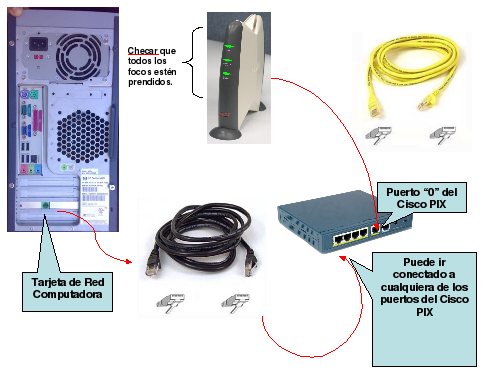 Checar que
todos los
focos estén
prendidos.
Puerto “0” del
Cisco PIX
Tarjeta de Red
Computadora
Puede ir
conectado a
cualquiera de los
puertos del Cisco
PIX